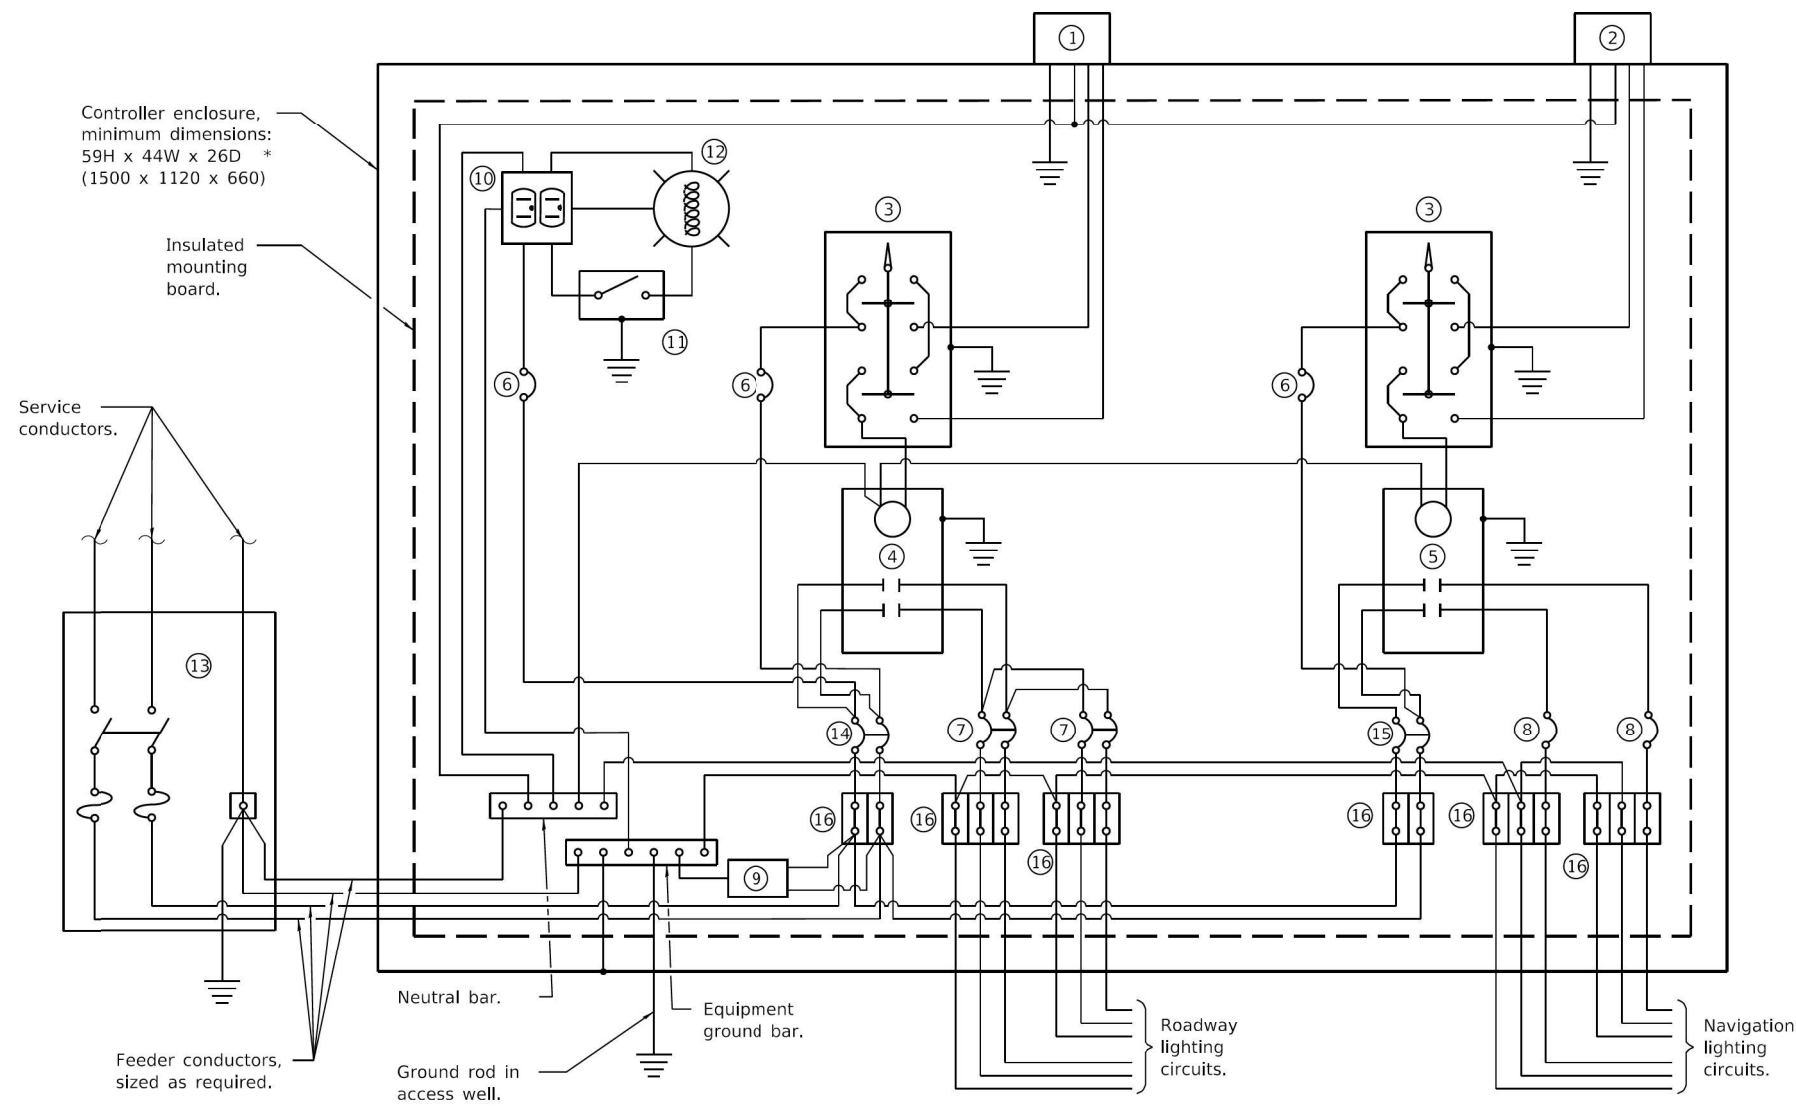 1
2
Controller enclosure,
minimum dimensions:
59H x 44W x 26D *
(1500 x 1120 x 660)
12
10
3
3
Insulated
mounting
board.
11
6
6
6
Service
conductors.
4
5
13
14
7
7
15
8
8
16
16
16
16
16
16
9
Neutral bar.
Equipment
ground bar.
Roadway
lighting
circuits.
Navigation
lighting
circuits.
Feeder conductors,
sized as required.
Ground rod in
access well.